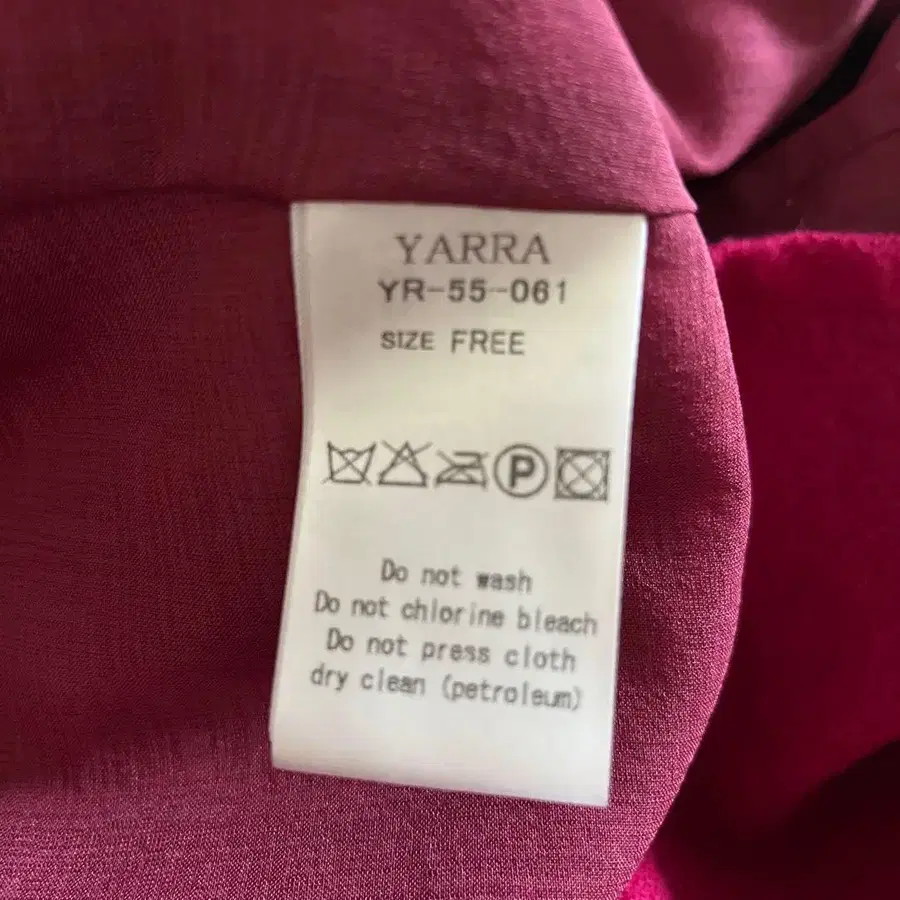 YARRA
YR-55-061
SIZE FREE
P
Do not wash
Do not chlorine bleach
Do not press cloth
dry clean (petroleum)